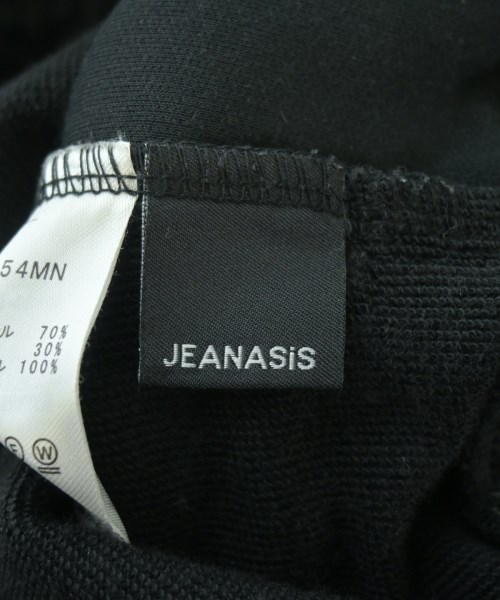 54MN
ル 70%
30%
ル 100%
W
JEANASiS